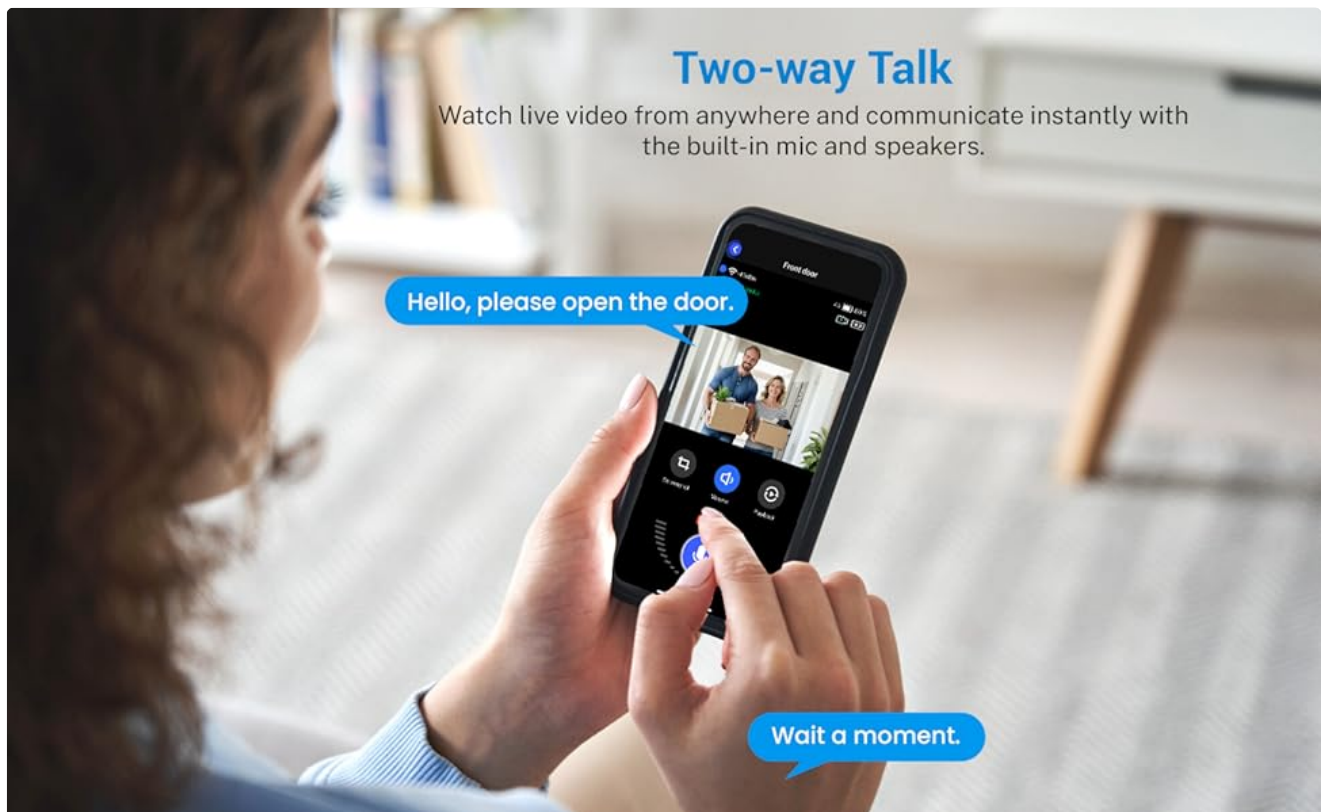 Two-way Talk
Watch live video from anywhere and communicate instantly with
the built-in mic and speakers.
Front door
Hello, please open the door.
Wait a moment.